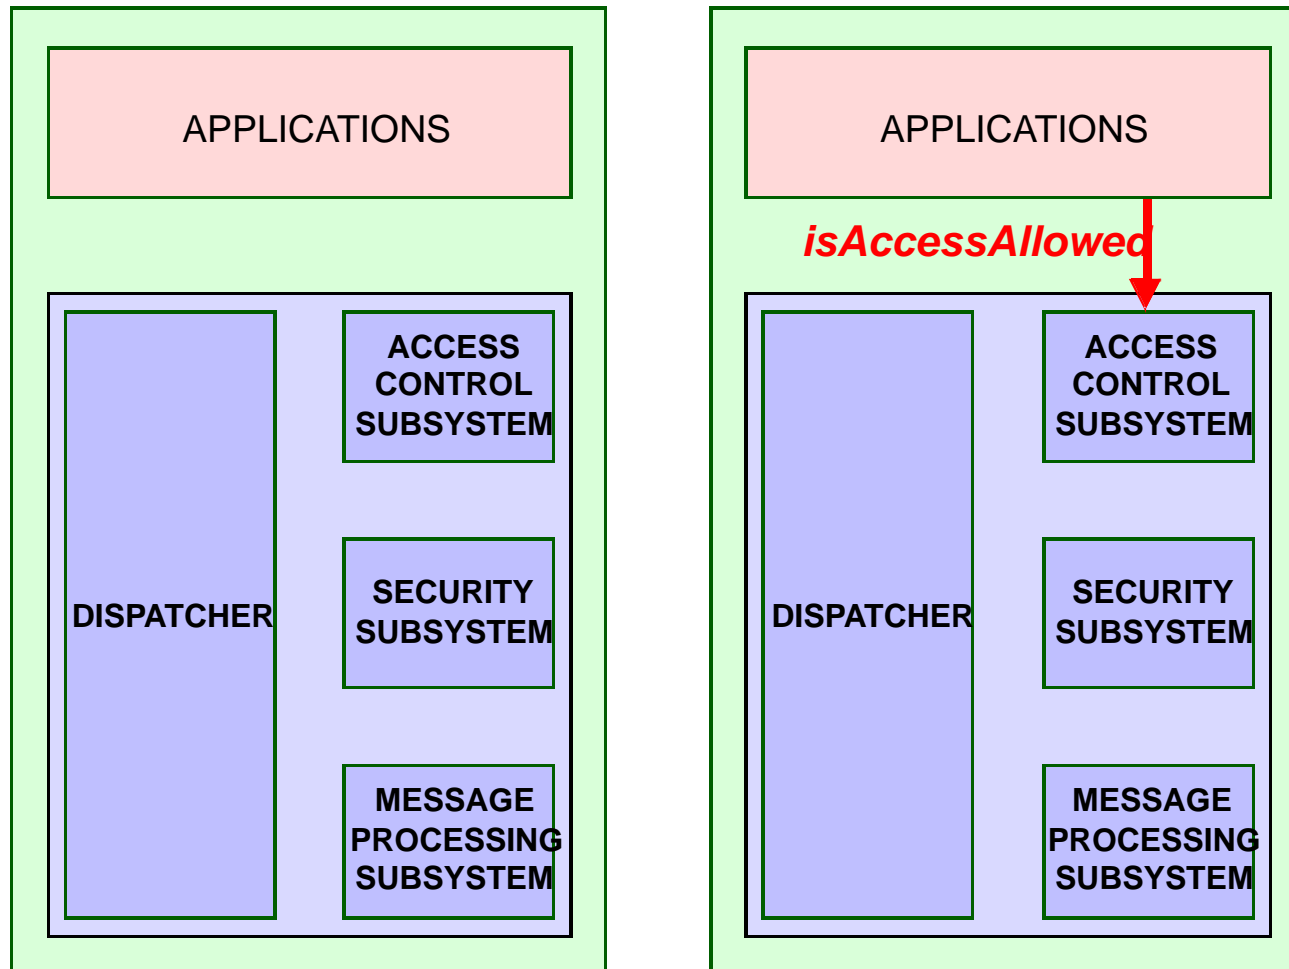 APPLICATIONS
ACCESS
CONTROL
SUBSYSTEM
DISPATCHER
SECURITY
SUBSYSTEM
MESSAGE
PROCESSING
SUBSYSTEM
APPLICATIONS
isAccessAllowed
ACCESS
CONTROL
SUBSYSTEM
DISPATCHER
SECURITY
SUBSYSTEM
MESSAGE
PROCESSING
SUBSYSTEM